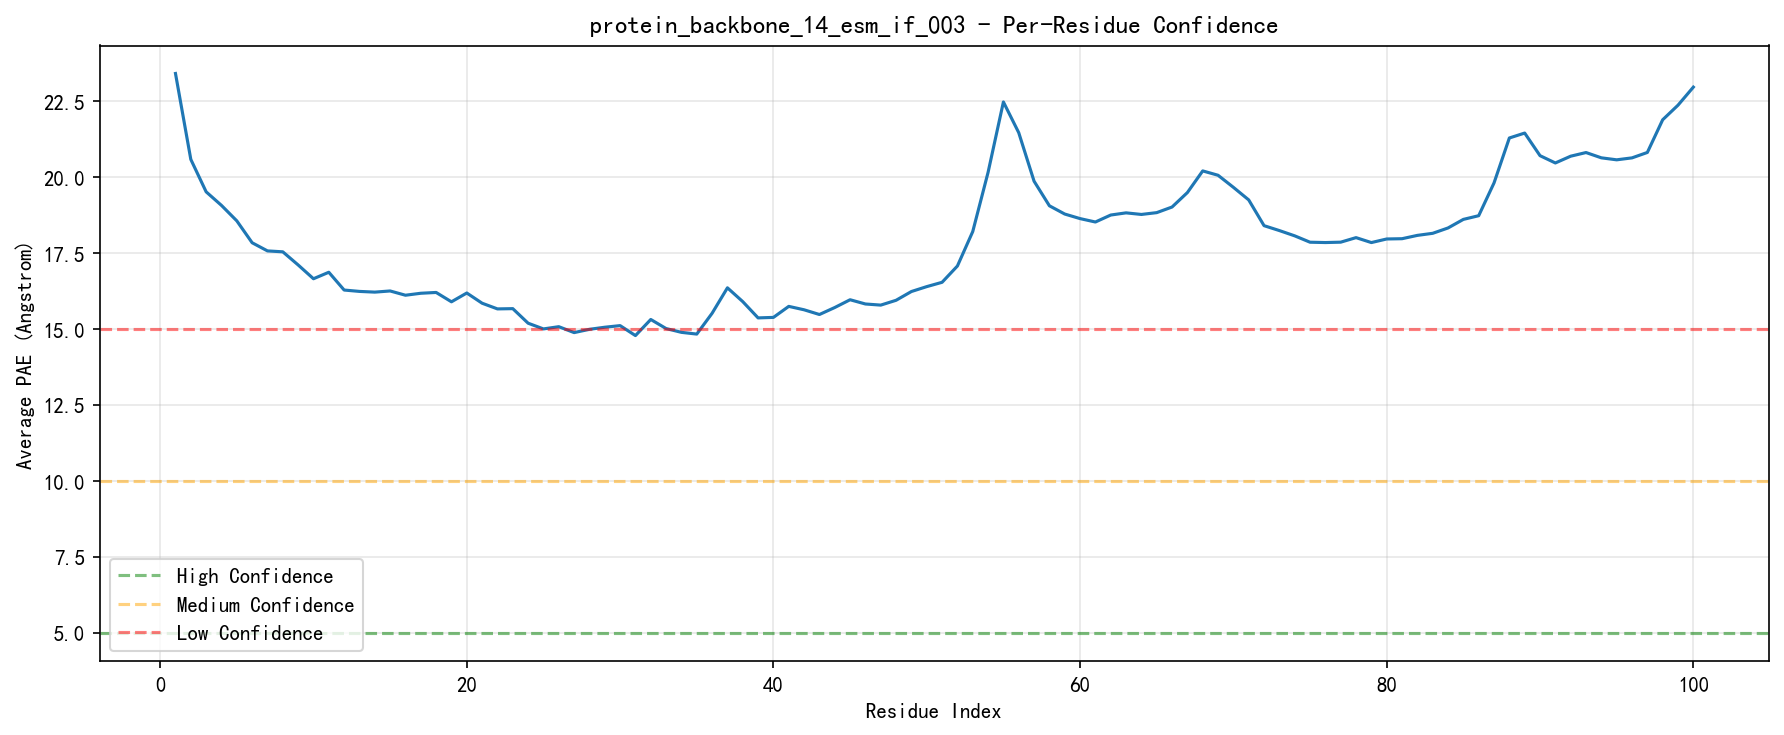 protein_backbone_14_esm_if_003 - Per-Residue Confidence
Average PAE (Angstrom)
22.5
20.0
17.5
15.0
12.5
10.0
7.5
5.0
High Confidence
Medium Confidence
Low Confidence
0 20 40 60 80 100
Residue Index